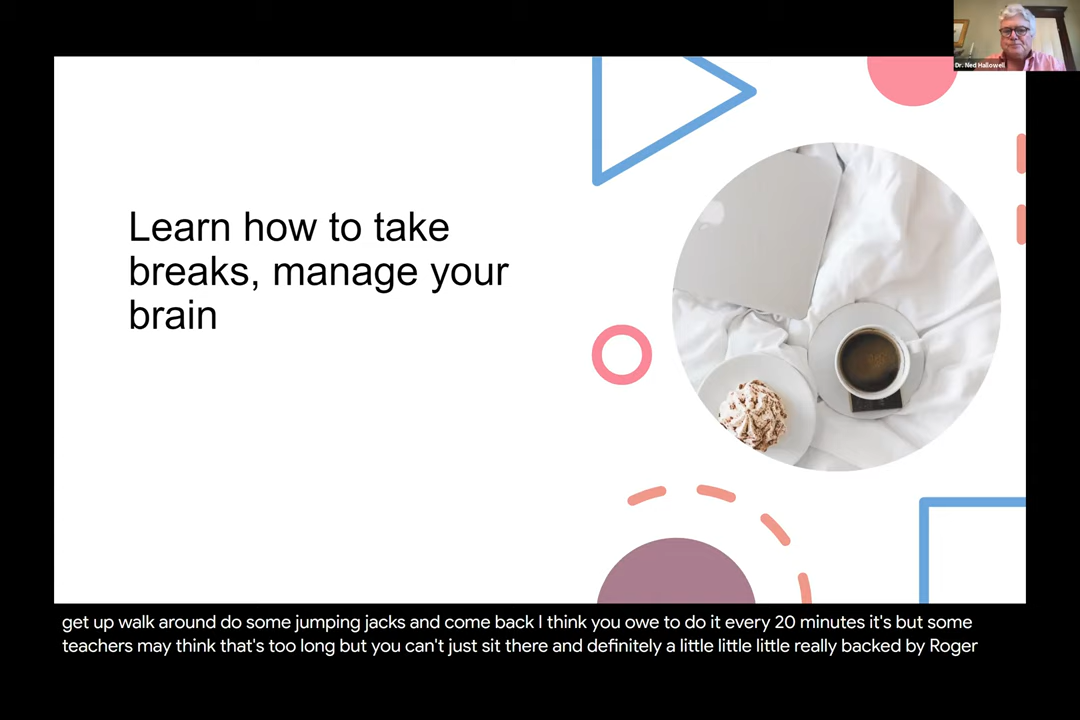 Dr. Ned Hallowell
Learn how to take
breaks, manage your
brain
get up walk around do some jumping jacks and come back I think you owe to do it every 20 minutes it's but some
teachers may think that's too long but you can't just sit there and definitely a little little little really backed by Roger